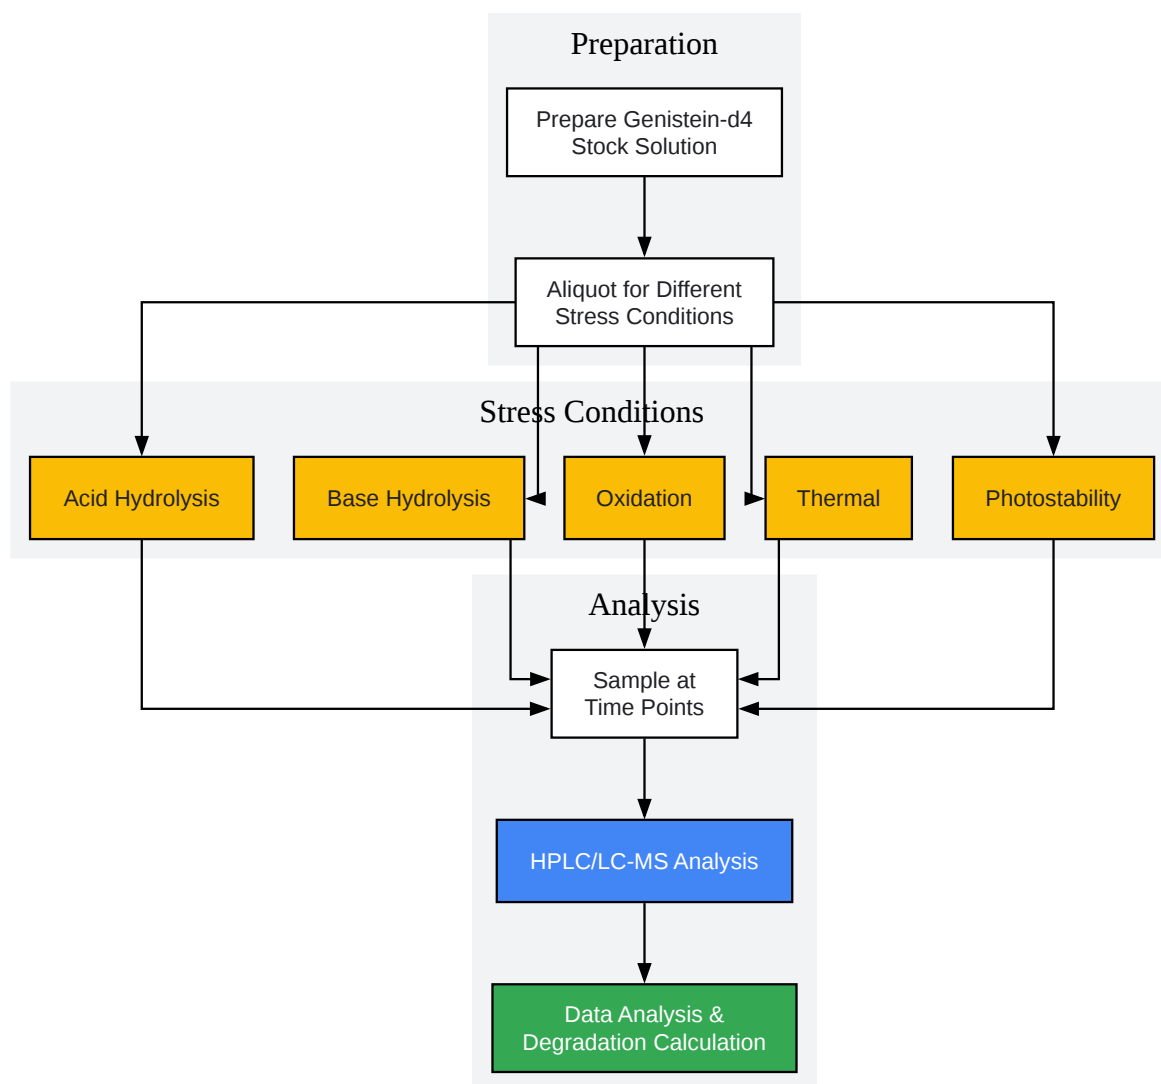 Preparation
Prepare Genistein-d4
Stock Solution
Aliquot for Different
Stress Conditions
Stress Conditions
Acid Hydrolysis
Base Hydrolysis
Oxidation
Thermal
Photostability
Analysis
Sample at
Time Points
HPLC/LC-MS Analysis
Data Analysis &
Degradation Calculation